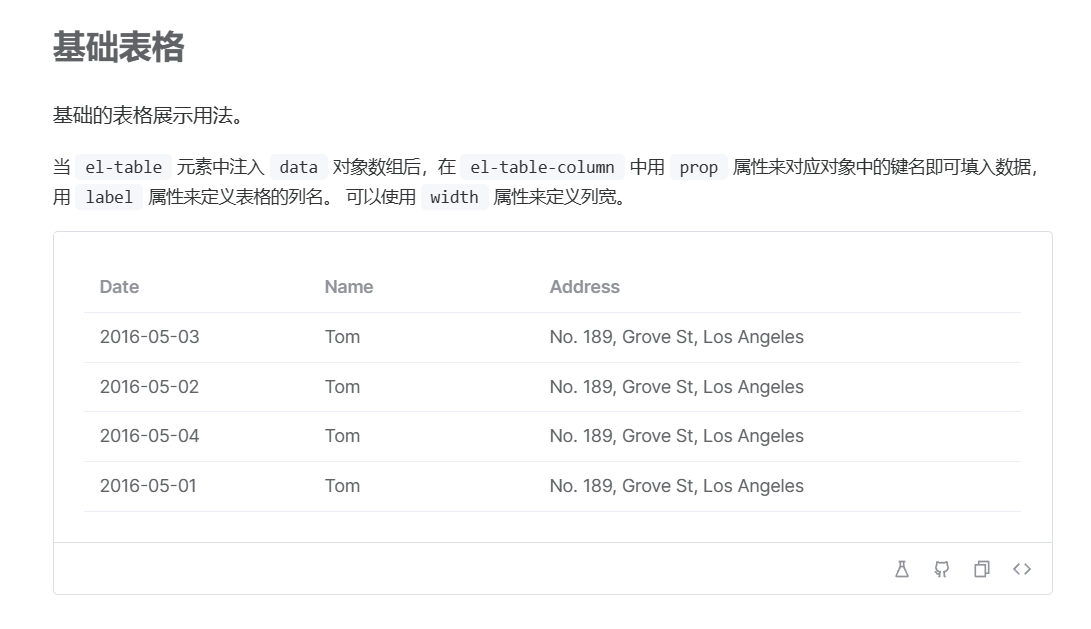 基础表格
基础的表格展示用法。
当 el-table 元素中注入 data 对象数组后，在 el-table-column 中用 prop 属性来对应对象中的键名即可填入数据，
用 label 属性来定义表格的列名。 可以使用 width 属性来定义列宽。
Date Name Address
2016-05-03 Tom No. 189, Grove St, Los Angeles
2016-05-02 Tom No. 189, Grove St, Los Angeles
2016-05-04 Tom No. 189, Grove St, Los Angeles
2016-05-01 Tom No. 189, Grove St, Los Angeles